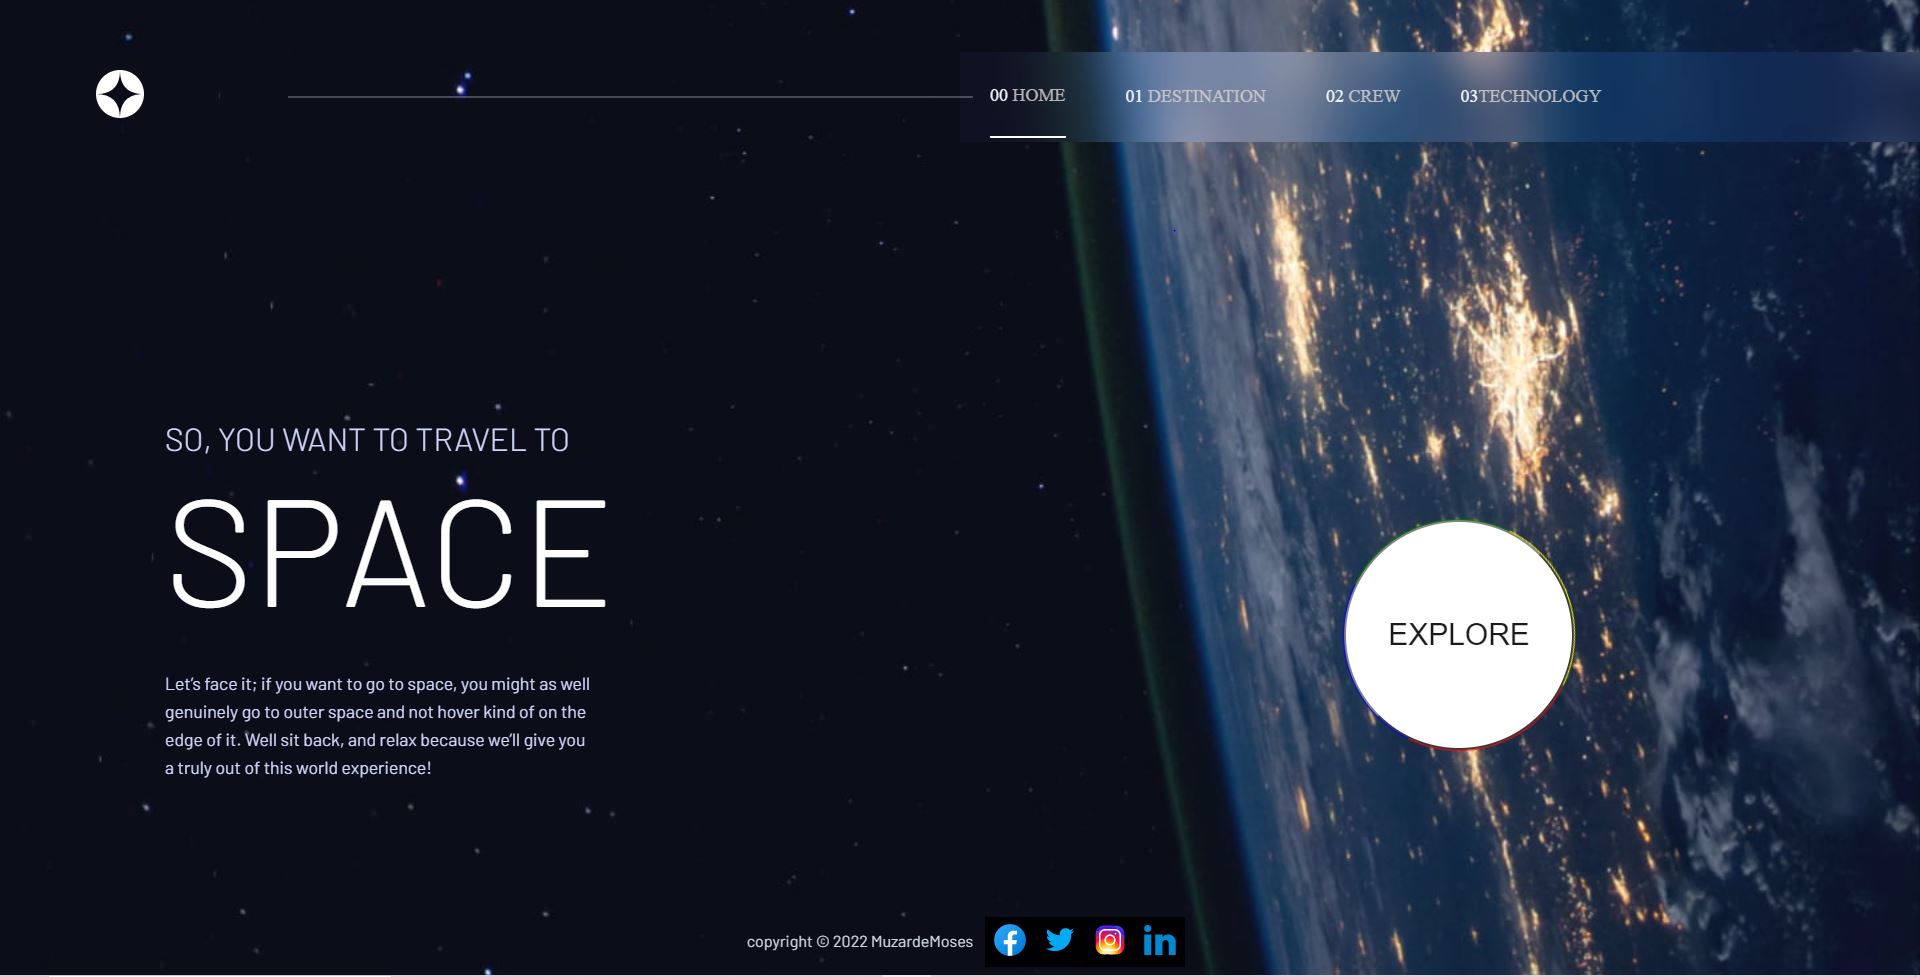 00 HOME
01 DESTINATION
02 CREW
03TECHNOLOGY
SO, YOU WANT TO TRAVEL TO
SPACE
Let’s face it; if you want to go to space, you might as well
genuinely go to outer space and not hover kind of on the
edge of it. Well sit back, and relax because we’ll give you
a truly out of this world experience!
EXPLORE
copyright © 2022 MuzardeMoses